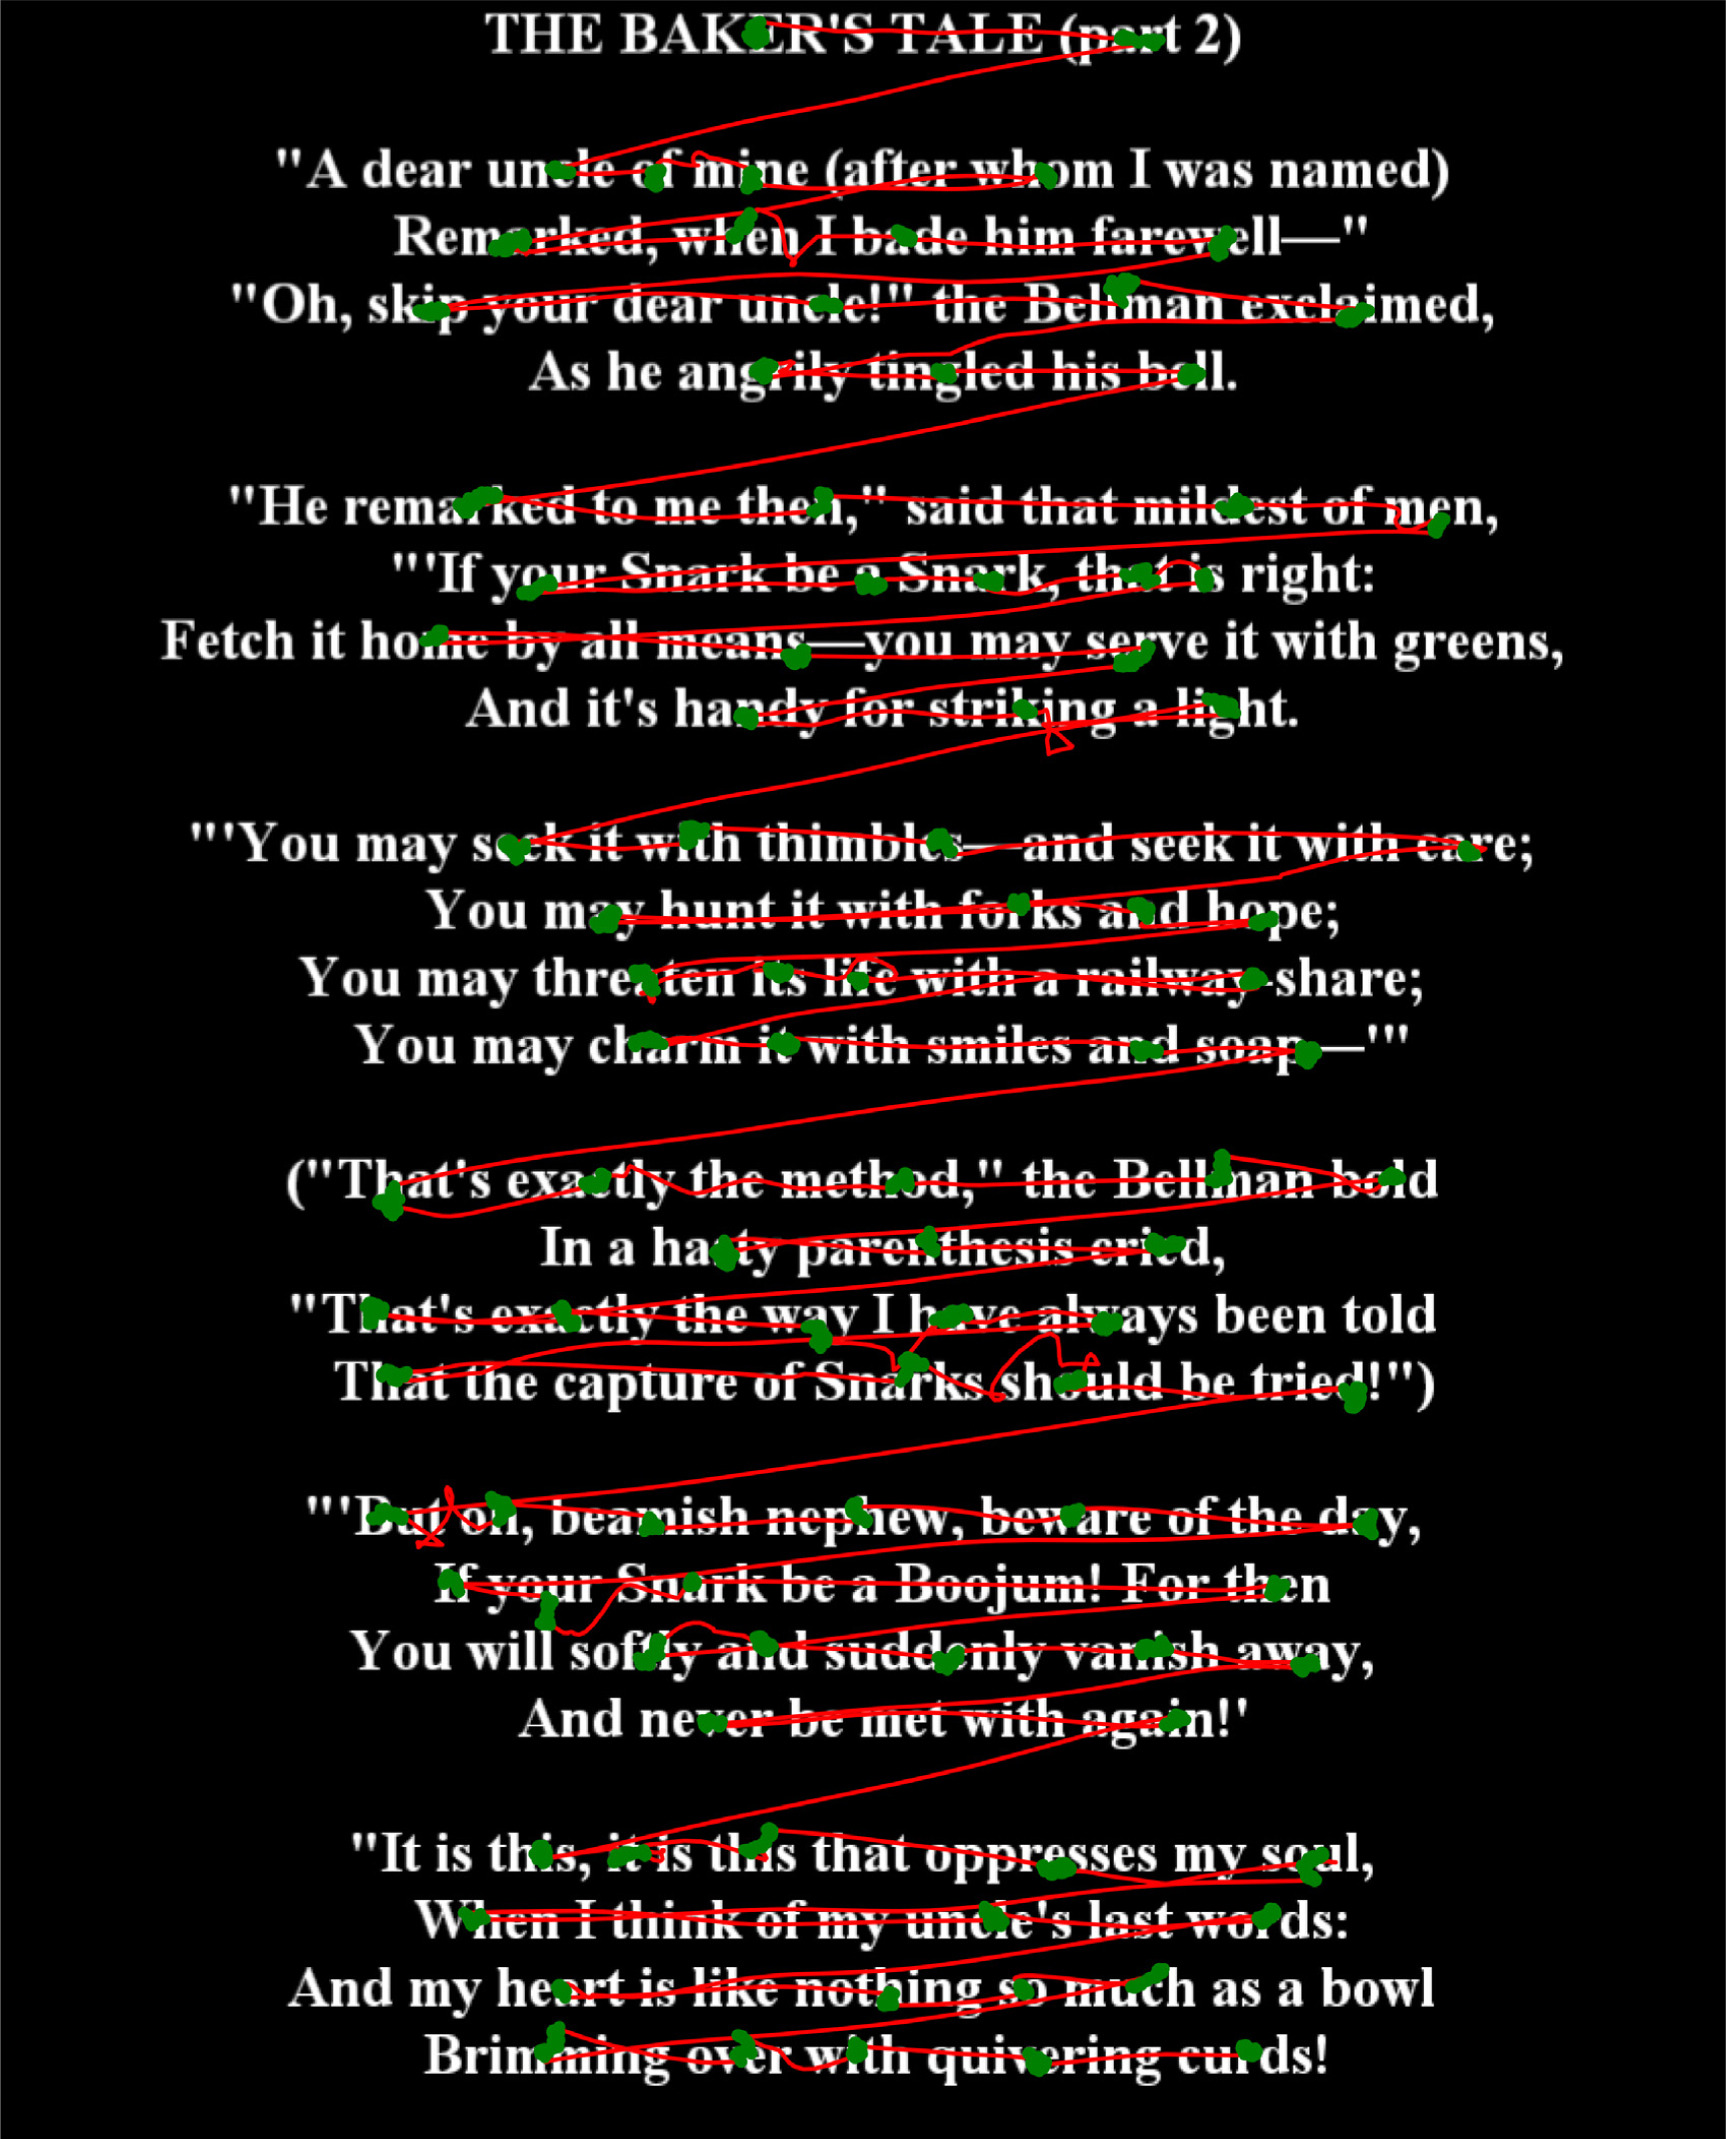 THE BAKER'S TALE (part 2)
"A dear uncle of mine (after whom I was named)
Remarked, when I bade him farewell—"
"Oh, skip your dear uncle!" the Bellman exclaimed,
As he angrily tingled his bell.
"He remarked to me then," said that mildest of men,
"'If your Snark be a Snark, that is right:
Fetch it home by all means—you may serve it with greens,
And it's handy for striking a light.
"'You may seek it with thimbles—and seek it with care;
You may hunt it with forks and hope;
You may threaten its life with a railway-share;
You may charm it with smiles and soap—'"
("That's exactly the method," the Bellman bold
In a hasty parenthesis cried,
"That's exactly the way I have always been told
That the capture of Snarks should be tried!")
"'But oh, beamish nephew, beware of the day,
If your Snark be a Boojum! For then
You will softly and suddenly vanish away,
And never be met with again!'
"It is this, it is this that oppresses my soul,
When I think of my uncle's last words:
And my heart is like nothing so much as a bowl
Brimming over with quivering curds!